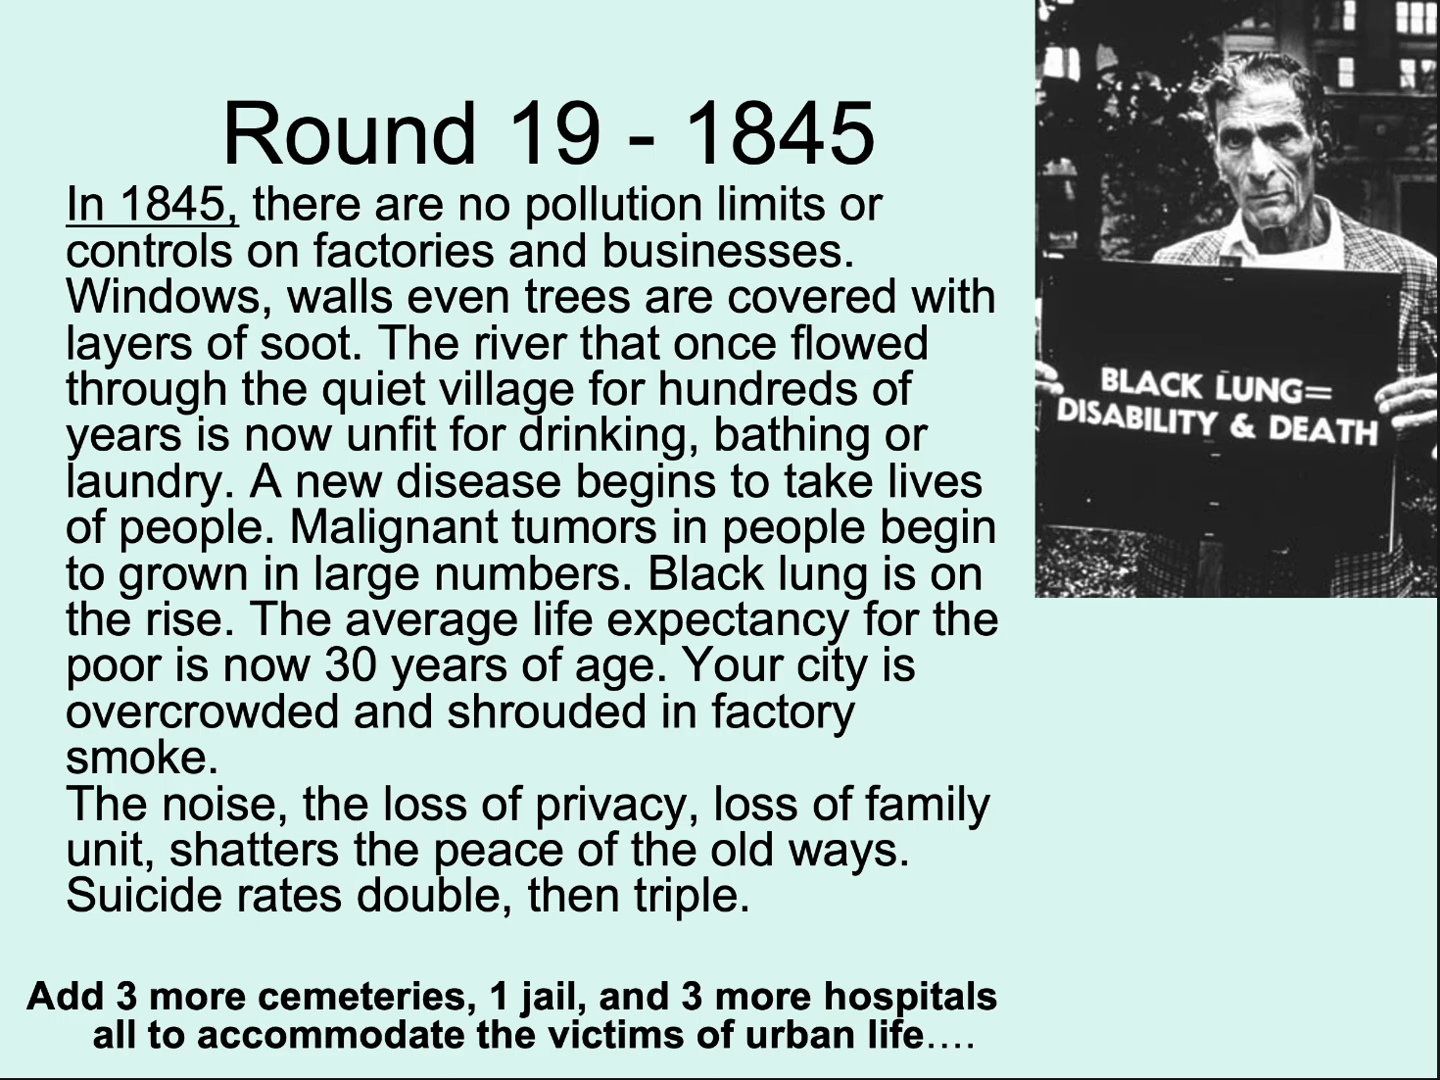 Round 19 - 1845
In 1845, there are no pollution limits or
controls on factories and businesses.
Windows, walls even trees are covered with
layers of soot. The river that once flowed
through the quiet village for hundreds of
years is now unfit for drinking, bathing or
laundry. A new disease begins to take lives
of people. Malignant tumors in people begin
to grown in large numbers. Black lung is on
the rise. The average life expectancy for the
poor is now 30 years of age. Your city is
overcrowded and shrouded in factory
smoke.
The noise, the loss of privacy, loss of family
unit, shatters the peace of the old ways.
Suicide rates double, then triple.
Add 3 more cemeteries, 1 jail, and 3 more hospitals
all to accommodate the victims of urban life….
BLACK LUNG=
DISABILITY & DEATH